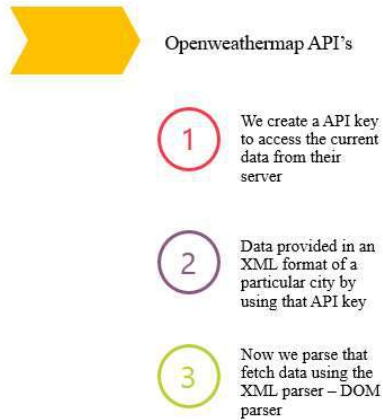 Openweathermap API's
1
We create a API key
to access the current
data from their
server
2
Data provided in an
XML format of a
particular city by
using that API key
3
Now we parse that
fetch data using the
XML parser – DOM
parser